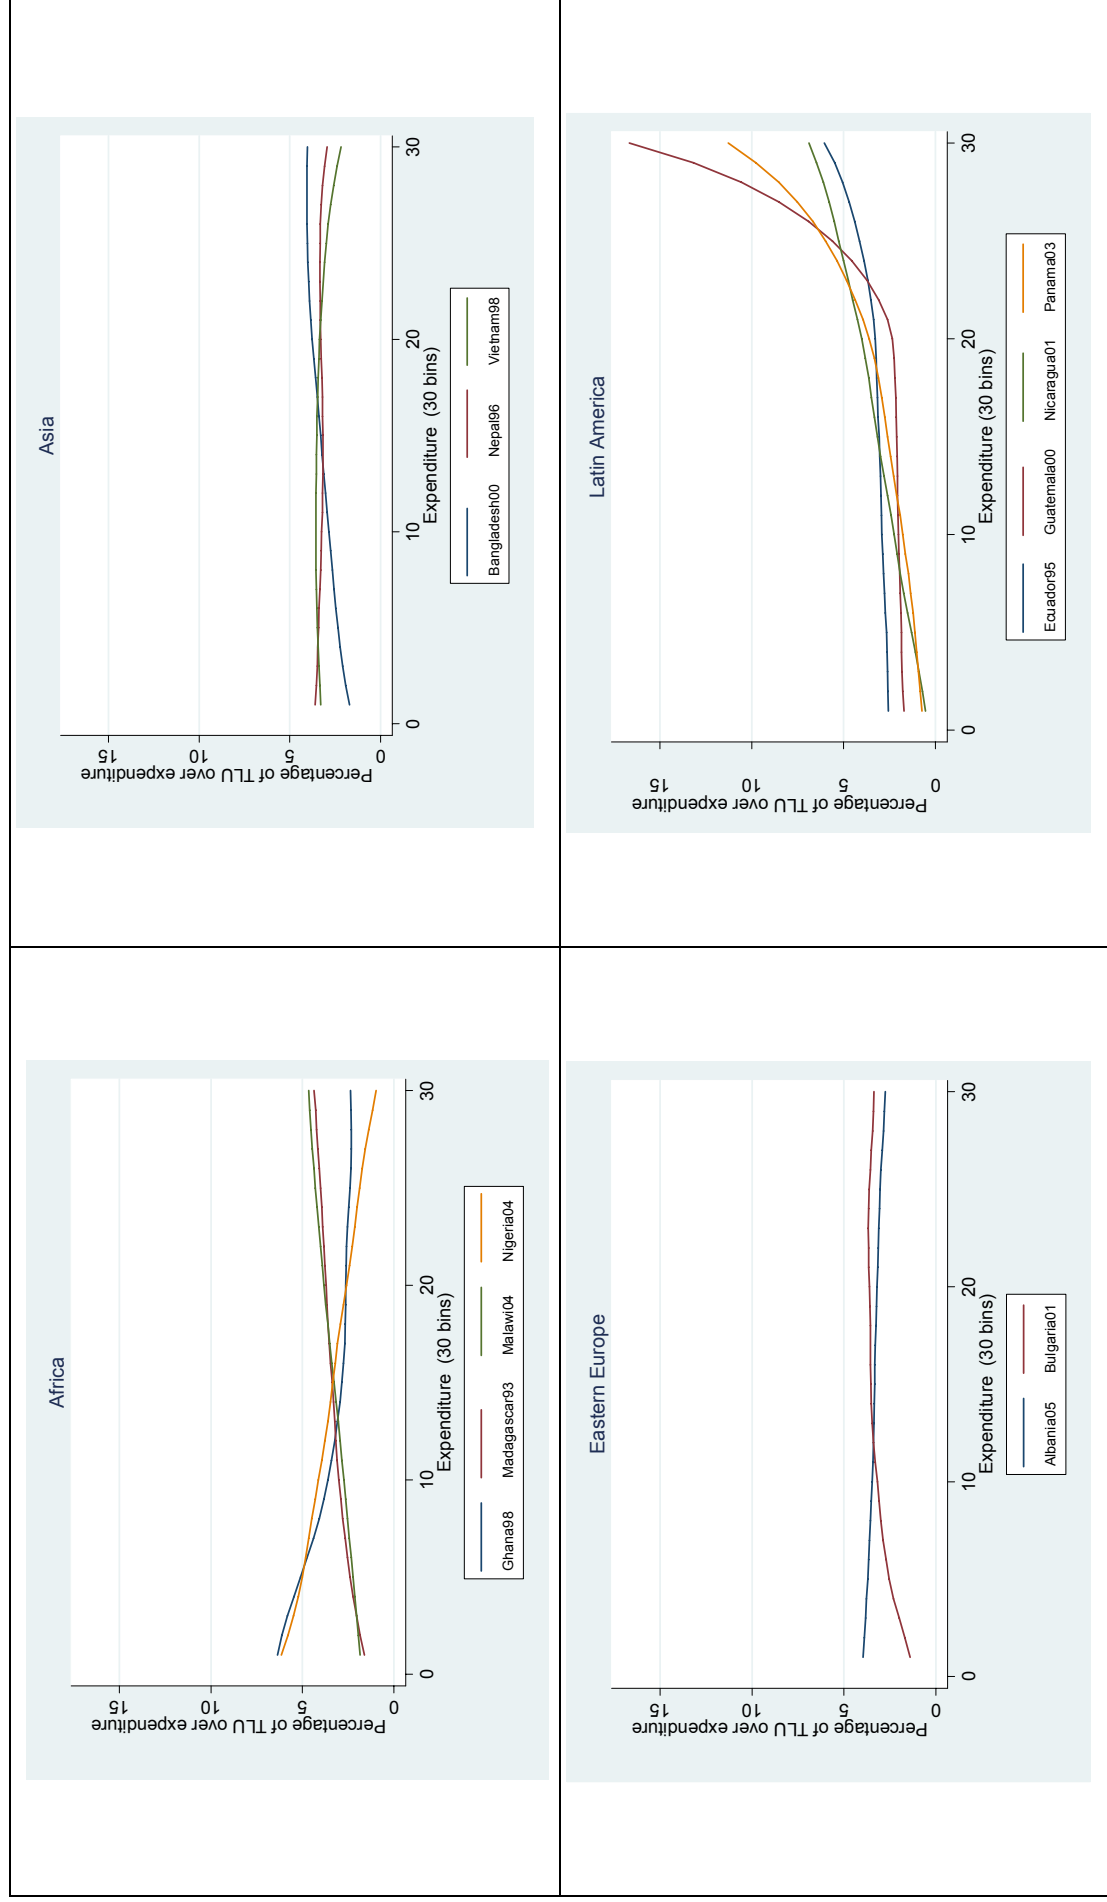 Africa
Percentage of TLU over expenditure
15
10
5
0
0
10
20
30
Expenditure (30 bins)
Ghana98
Madagascar93
Malawi04
Nigeria04
Asia
Percentage of TLU over expenditure
15
10
5
0
0
10
20
30
Expenditure (30 bins)
Bangladesh00
Nepal96
Vietnam98
Eastern Europe
Percentage of TLU over expenditure
15
10
5
0
0
10
20
30
Expenditure (30 bins)
Albania05
Bulgaria01
Latin America
Percentage of TLU over expenditure
15
10
5
0
0
10
20
30
Expenditure (30 bins)
Ecuador95
Guatemala00
Nicaragua01
Panama03